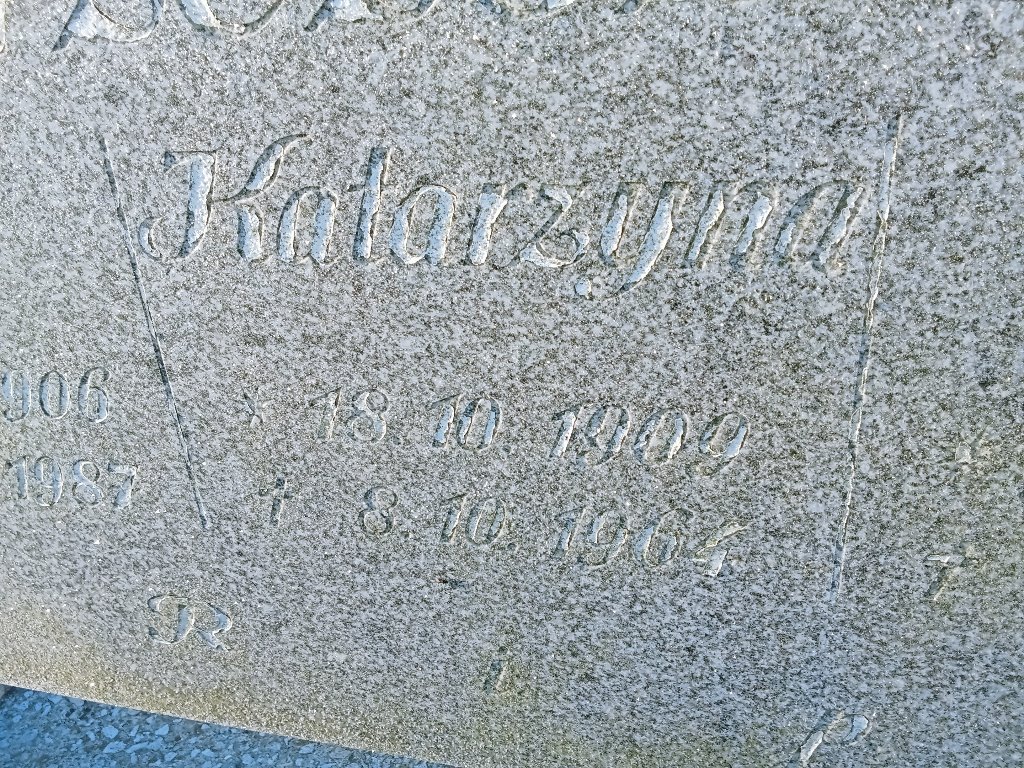 Katarzyna
906
* 18. 10. 1909
1987
† 8. 10. 1964
†